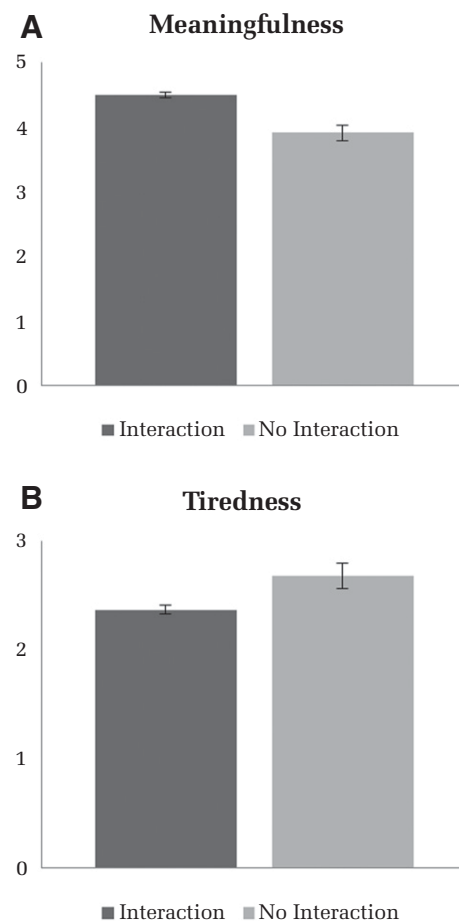 A
Meaningfulness
5
4
3
2
1
0
Interaction No Interaction
B
Tiredness
3
2
1
0
Interaction No Interaction